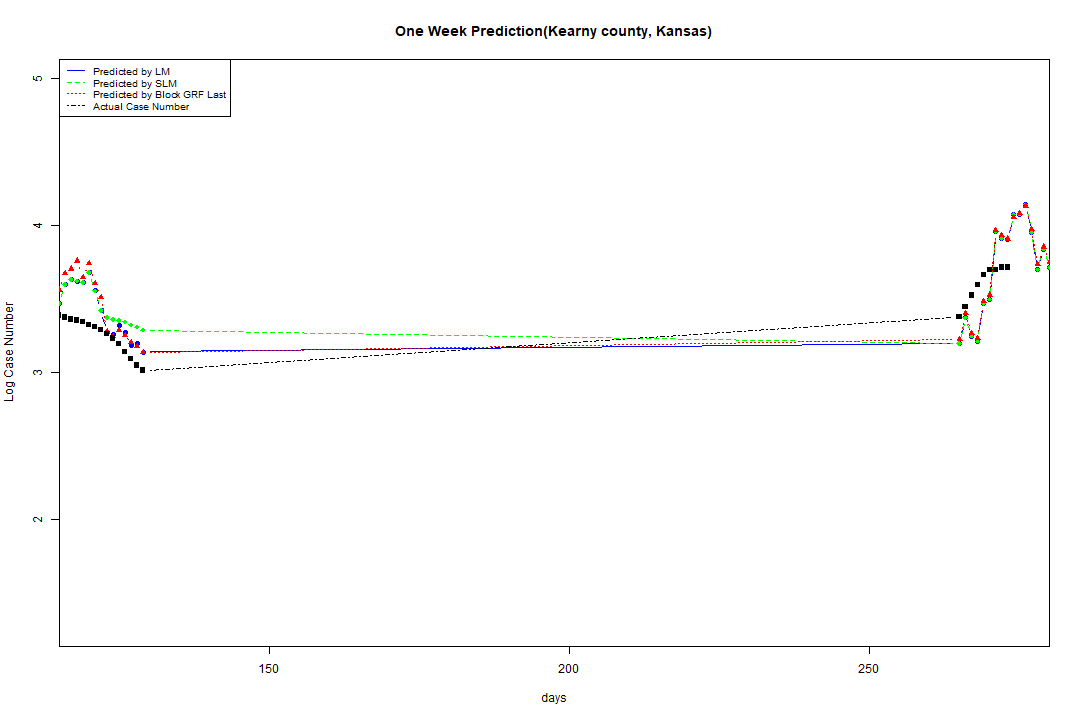 One Week Prediction(Kearny county, Kansas)
Predicted by LM
Predicted by SLM
Predicted by Block GRF Last
Actual Case Number
5
4
3
2
Log Case Number
150 200 250
days